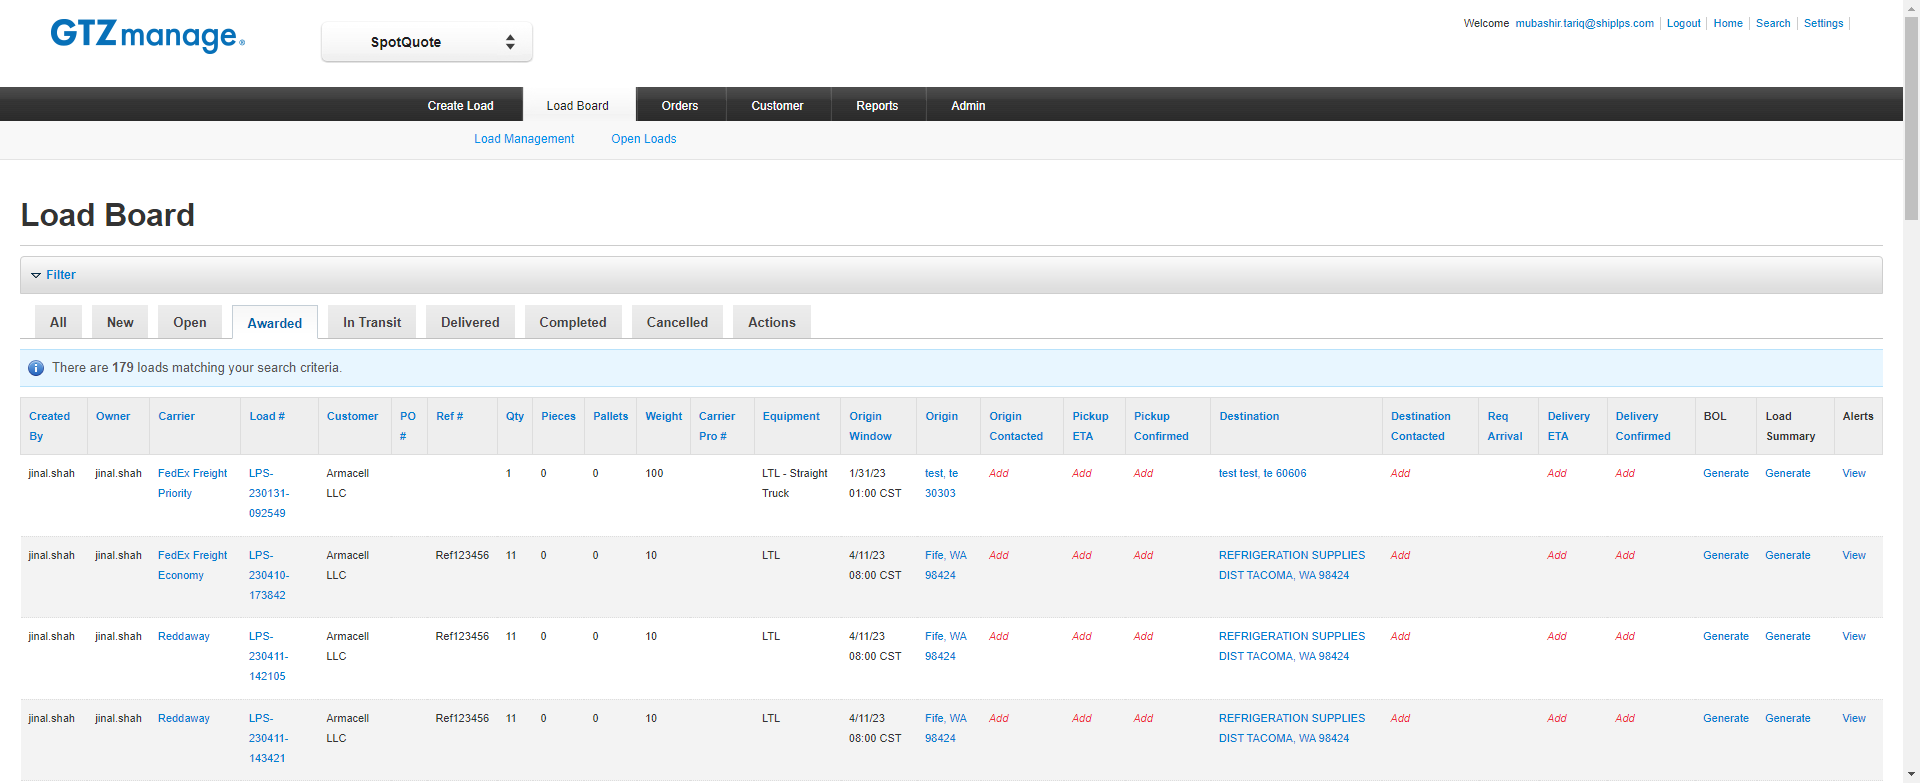 GTZmanage®
SpotQuote
Welcome mubashir.tariq@shiplps.com Logout Home Search Settings
Create Load Load Board Orders Customer Reports Admin
Load Management Open Loads
Load Board
Filter
All New Open Awarded In Transit Delivered Completed Cancelled Actions
There are 179 loads matching your search criteria.
Created Owner Carrier Load # Customer PO Ref # Qty Pieces Pallets Weight Carrier Equipment Origin Origin Origin Pickup Pickup Destination Destination Req Delivery Delivery BOL Load Alerts
By # Pro # Window Contacted ETA Confirmed Contacted Arrival ETA Confirmed Summary
jinal.shah jinal.shah FedEx Freight LPS- Armacell 1 0 0 100 LTL - Straight 1/31/23 test, te Add Add Add test test, te 60606 Add Add Add Generate Generate View
Priority 230131- LLC Truck 01:00 CST 30303
092549
jinal.shah jinal.shah FedEx Freight LPS- Armacell Ref123456 11 0 0 10 LTL 4/11/23 Fife, WA Add Add Add REFRIGERATION SUPPLIES Add Add Add Generate Generate View
Economy 230410- LLC 08:00 CST 98424 DIST TACOMA, WA 98424
173842
jinal.shah jinal.shah Reddaway LPS- Armacell Ref123456 11 0 0 10 LTL 4/11/23 Fife, WA Add Add Add REFRIGERATION SUPPLIES Add Add Add Generate Generate View
230411- LLC 08:00 CST 98424 DIST TACOMA, WA 98424
142105
jinal.shah jinal.shah Reddaway LPS- Armacell Ref123456 11 0 0 10 LTL 4/11/23 Fife, WA Add Add Add REFRIGERATION SUPPLIES Add Add Add Generate Generate View
230411- LLC 08:00 CST 98424 DIST TACOMA, WA 98424
143421